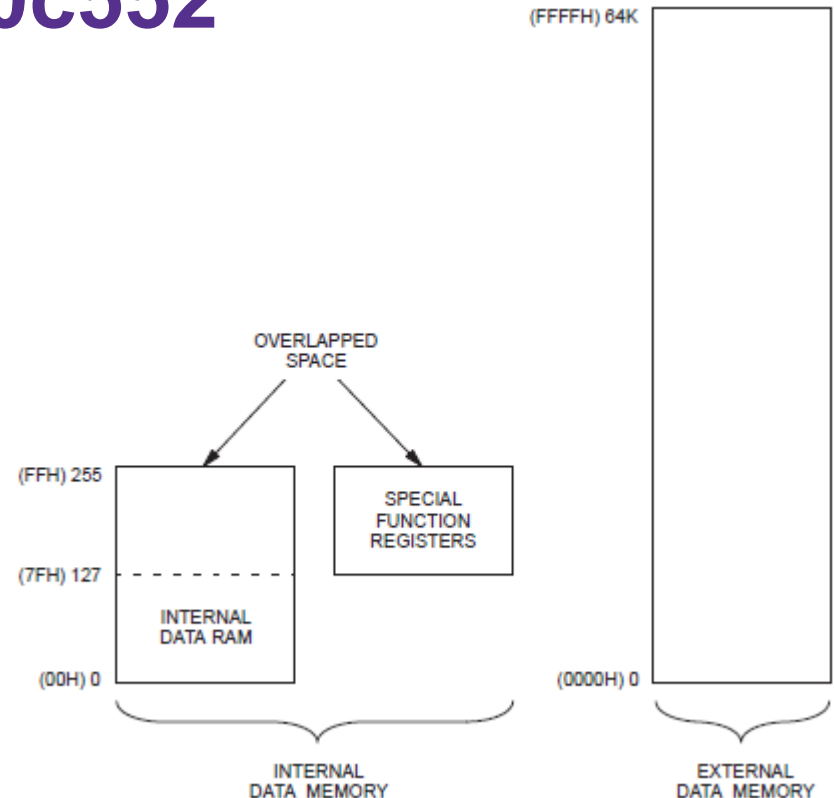 0c552
(FFFFH) 64K
OVERLAPPED
SPACE
(FFH) 255
SPECIAL
FUNCTION
REGISTERS
(7FH) 127
INTERNAL
DATA RAM
(00H) 0
(0000H) 0
INTERNAL
DATA MEMORY
EXTERNAL
DATA MEMORY